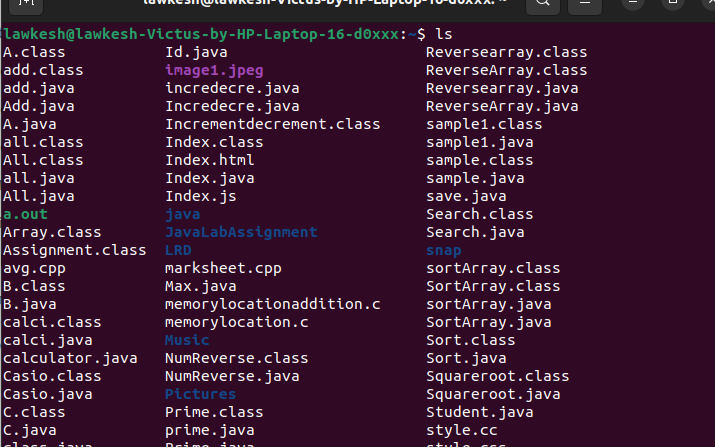 lawkesh@lawkesh-Victus-by-HP-Laptop-16-d0xxx: ~
lawkesh@lawkesh-Victus-by-HP-Laptop-16-d0xxx:~$ ls
A.class Id.java Reversearray.class
add.class image1.jpeg ReverseArray.class
add.java incredecre.java Reversearray.java
Add.java incredecre.java ReverseArray.java
A.java Incrementdecrement.class sample1.class
all.class Index.class sample1.java
All.class Index.html sample.class
all.java Index.java sample.java
All.java Index.js save.java
a.out java Search.class
Array.class JavaLabAssignment Search.java
Assignment.class LRD snap
avg.cpp marksheet.cpp sortArray.class
B.class Max.java SortArray.class
B.java memorylocationaddition.c sortArray.java
calci.class memorylocation.c SortArray.java
calci.java Music Sort.class
calculator.java NumReverse.class Sort.java
Casio.class NumReverse.java Squareroot.class
Casio.java Pictures Squareroot.java
C.class Prime.class Student.java
C.java prime.java style.cc
class.java Prime.java style.css